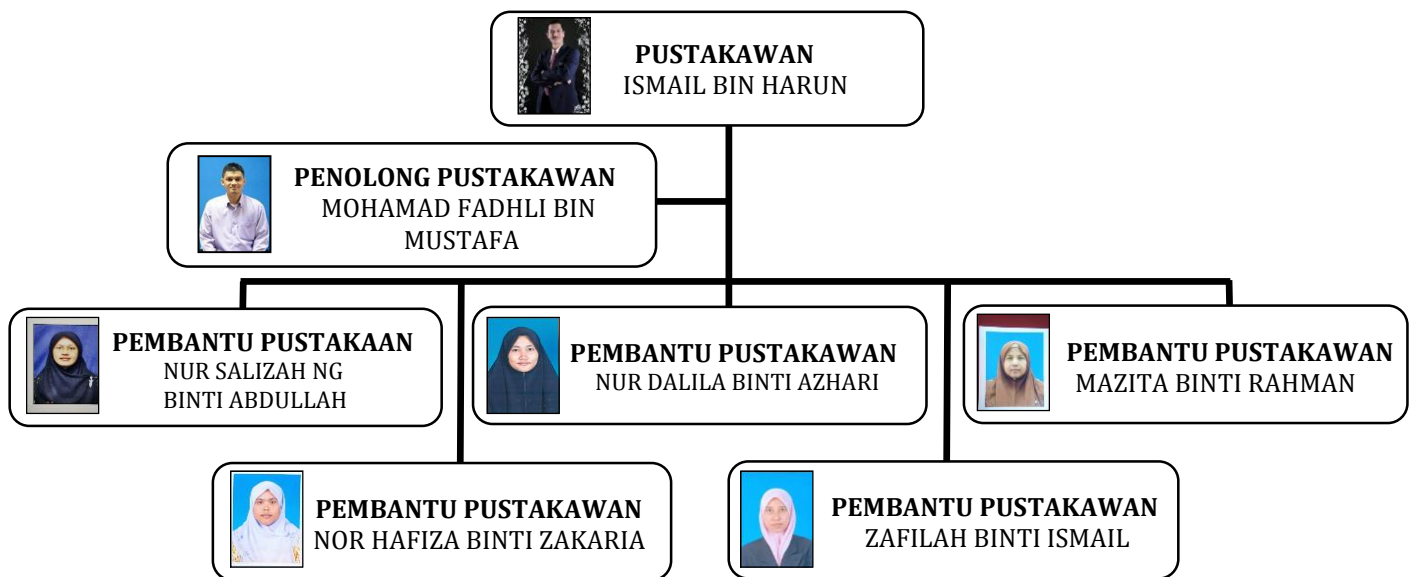 PUSTAKAWAN
ISMAIL BIN HARUN
PENOLONG PUSTAKAWAN
MOHAMAD FADHLI BIN
MUSTAFA
PEMBANTU PUSTAKAAN
NUR SALIZAH NG
BINTI ABDULLAH
PEMBANTU PUSTAKAWAN
NUR DALILA BINTI AZHARI
PEMBANTU PUSTAKAWAN
MAZITA BINTI RAHMAN
PEMBANTU PUSTAKAWAN
NOR HAFIZA BINTI ZAKARIA
PEMBANTU PUSTAKAWAN
ZAFILAH BINTI ISMAIL